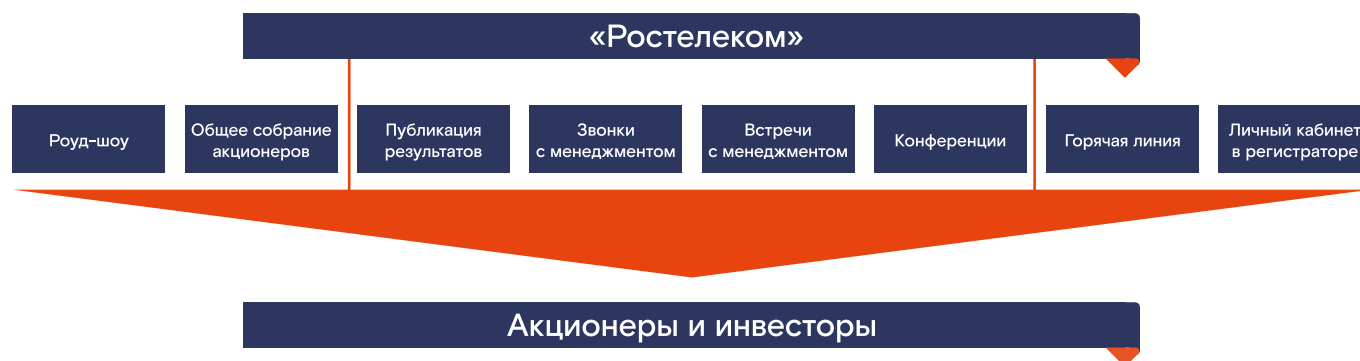 «Ростелеком»
Роуд-шоу
Общее собрание
акционеров
Публикация
результатов
Звонки
с менеджментом
Встречи
с менеджментом
Конференции
Горячая линия
Личный кабинет
в регистраторе
Акционеры и инвесторы